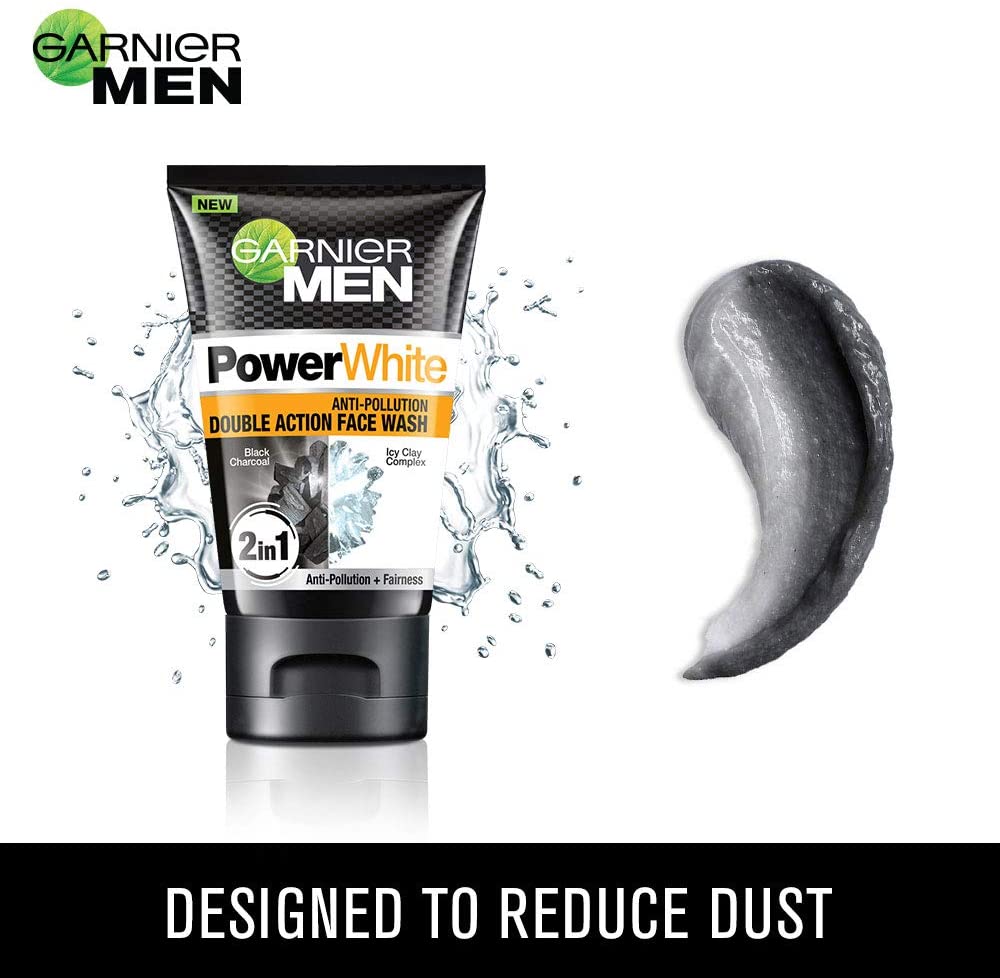 GARNIER
MEN
NEW
GARNIER
MEN
PowerWhite
ANTI-POLLUTION
DOUBLE ACTION FACE WASH
Black
Charcoal
Icy Clay
Complex
2in1
Anti-Pollution + Fairness
DESIGNED TO REDUCE DUST